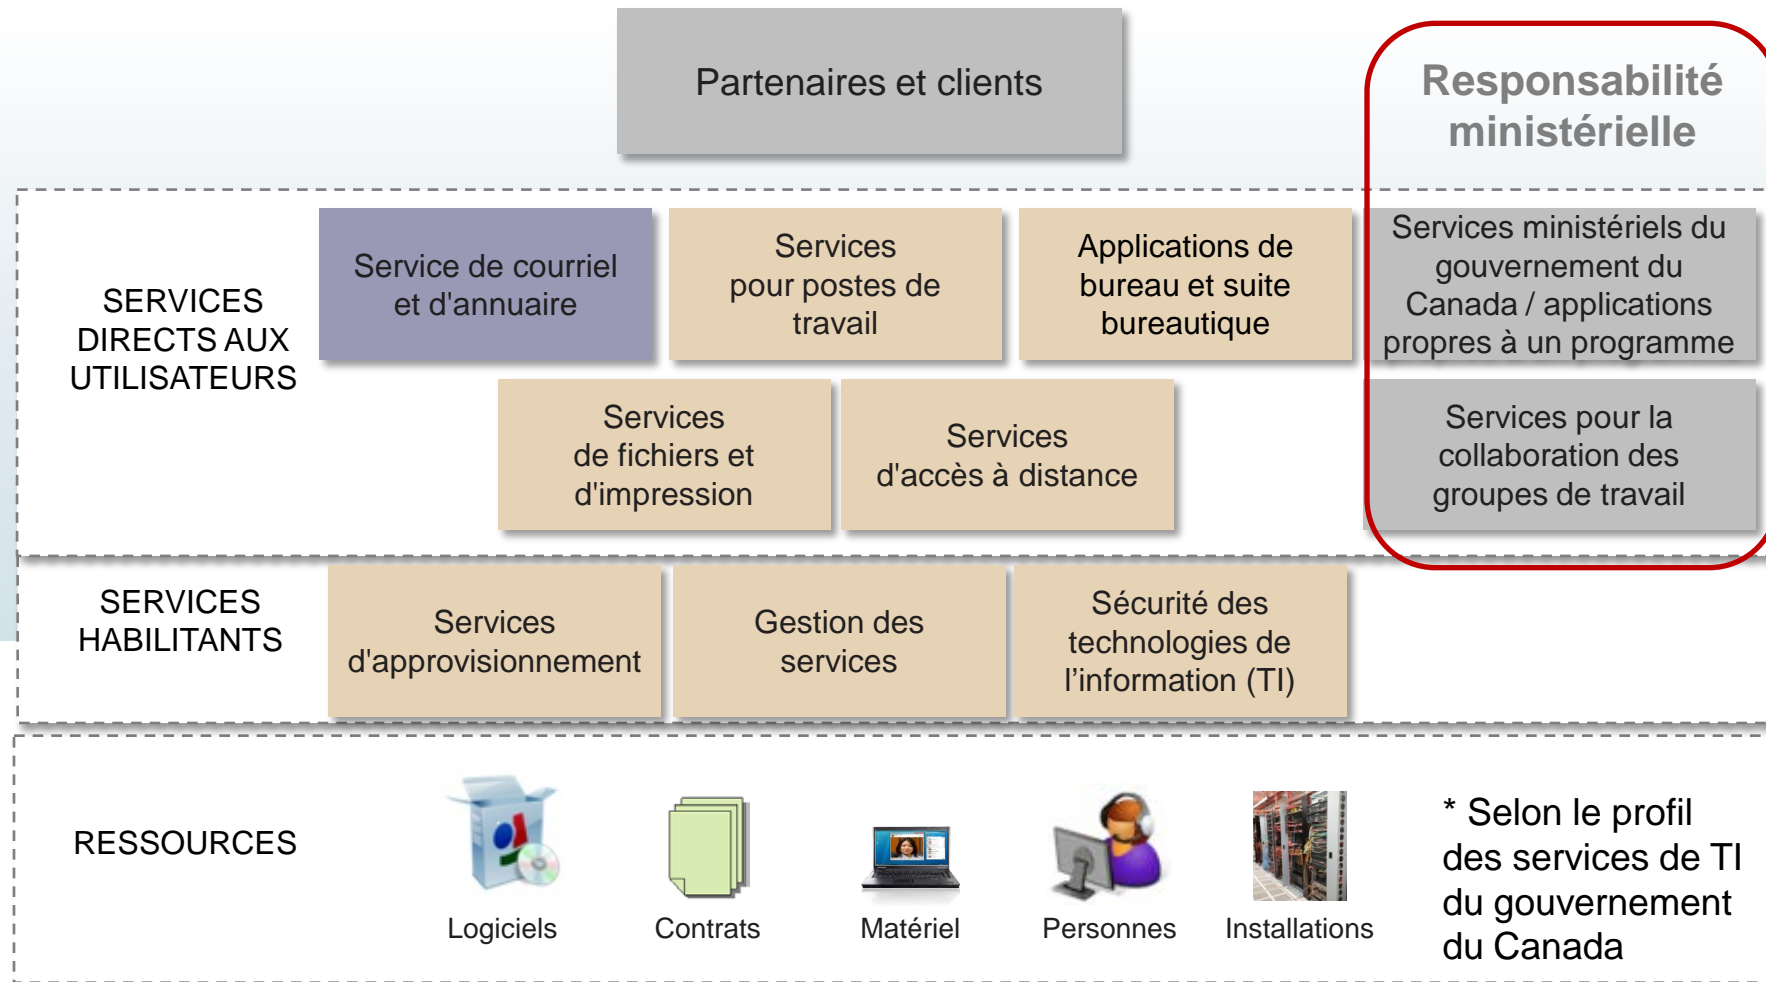 Partenaires et clients
Responsabilité
ministérielle
SERVICES
DIRECTS AUX
UTILISATEURS
Service de courriel
et d'annuaire
Services
pour postes de
travail
Applications de
bureau et suite
bureautique
Services ministériels du
gouvernement du
Canada / applications
propres à un programme
Services
de fichiers et
d'impression
Services
d'accès à distance
Services pour la
collaboration des
groupes de travail
SERVICES
HABILITANTS
Services
d'approvisionnement
Gestion des
services
Sécurité des
technologies de
l’information (TI)
RESSOURCES
Logiciels
Contrats
Matériel
Personnes
Installations
* Selon le profil
des services de TI
du gouvernement
du Canada